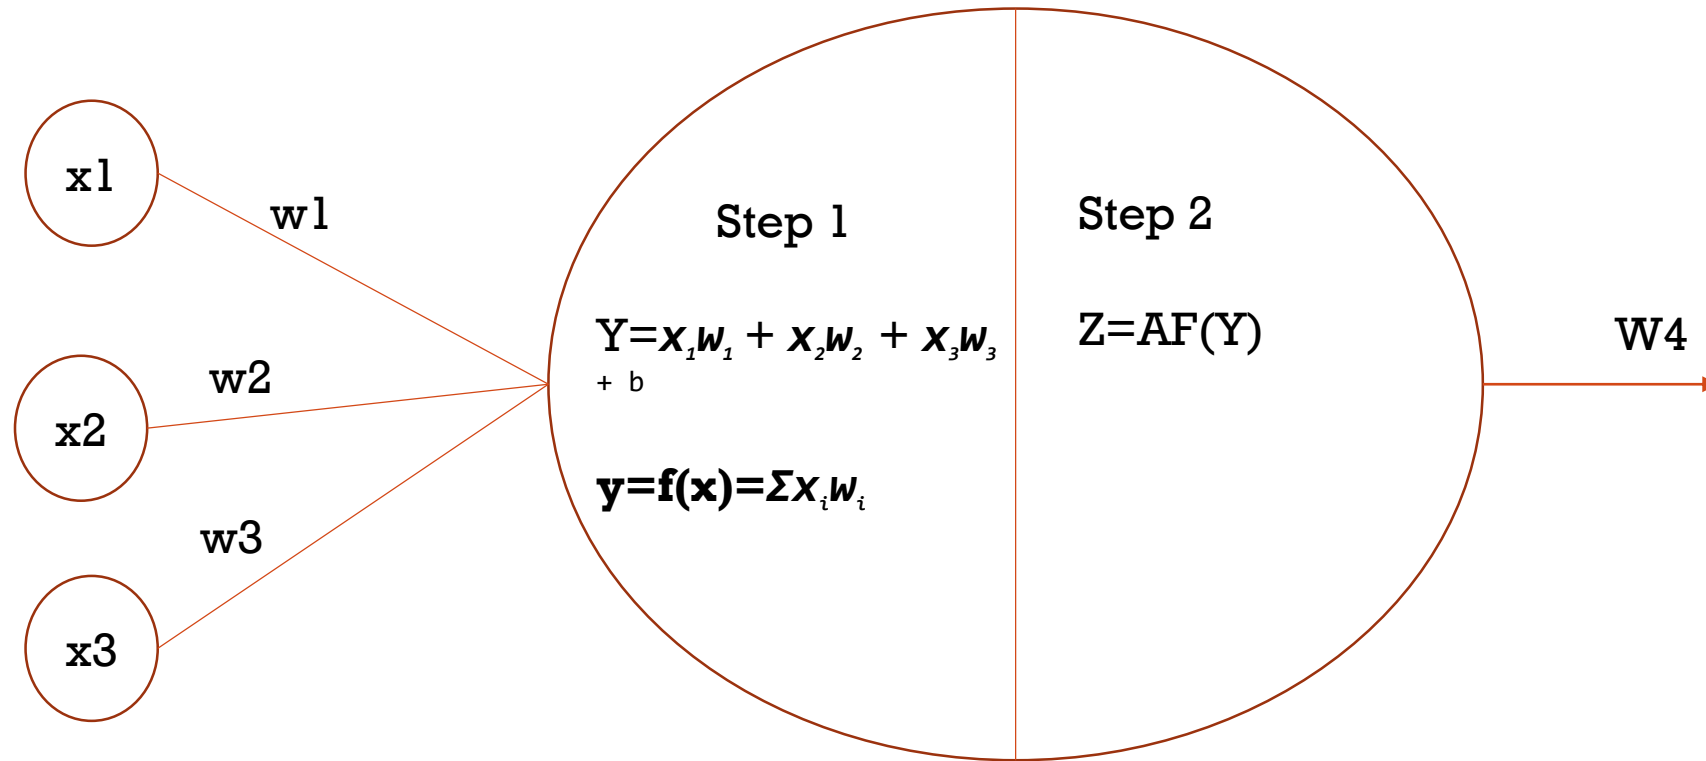 x1
w1
x2
w2
x3
w3
Step 1
Y=x₁w₁ + x₂w₂ + x₃w₃
+ b
y=f(x)=Σxᵢwᵢ
Step 2
Z=AF(Y)
W4